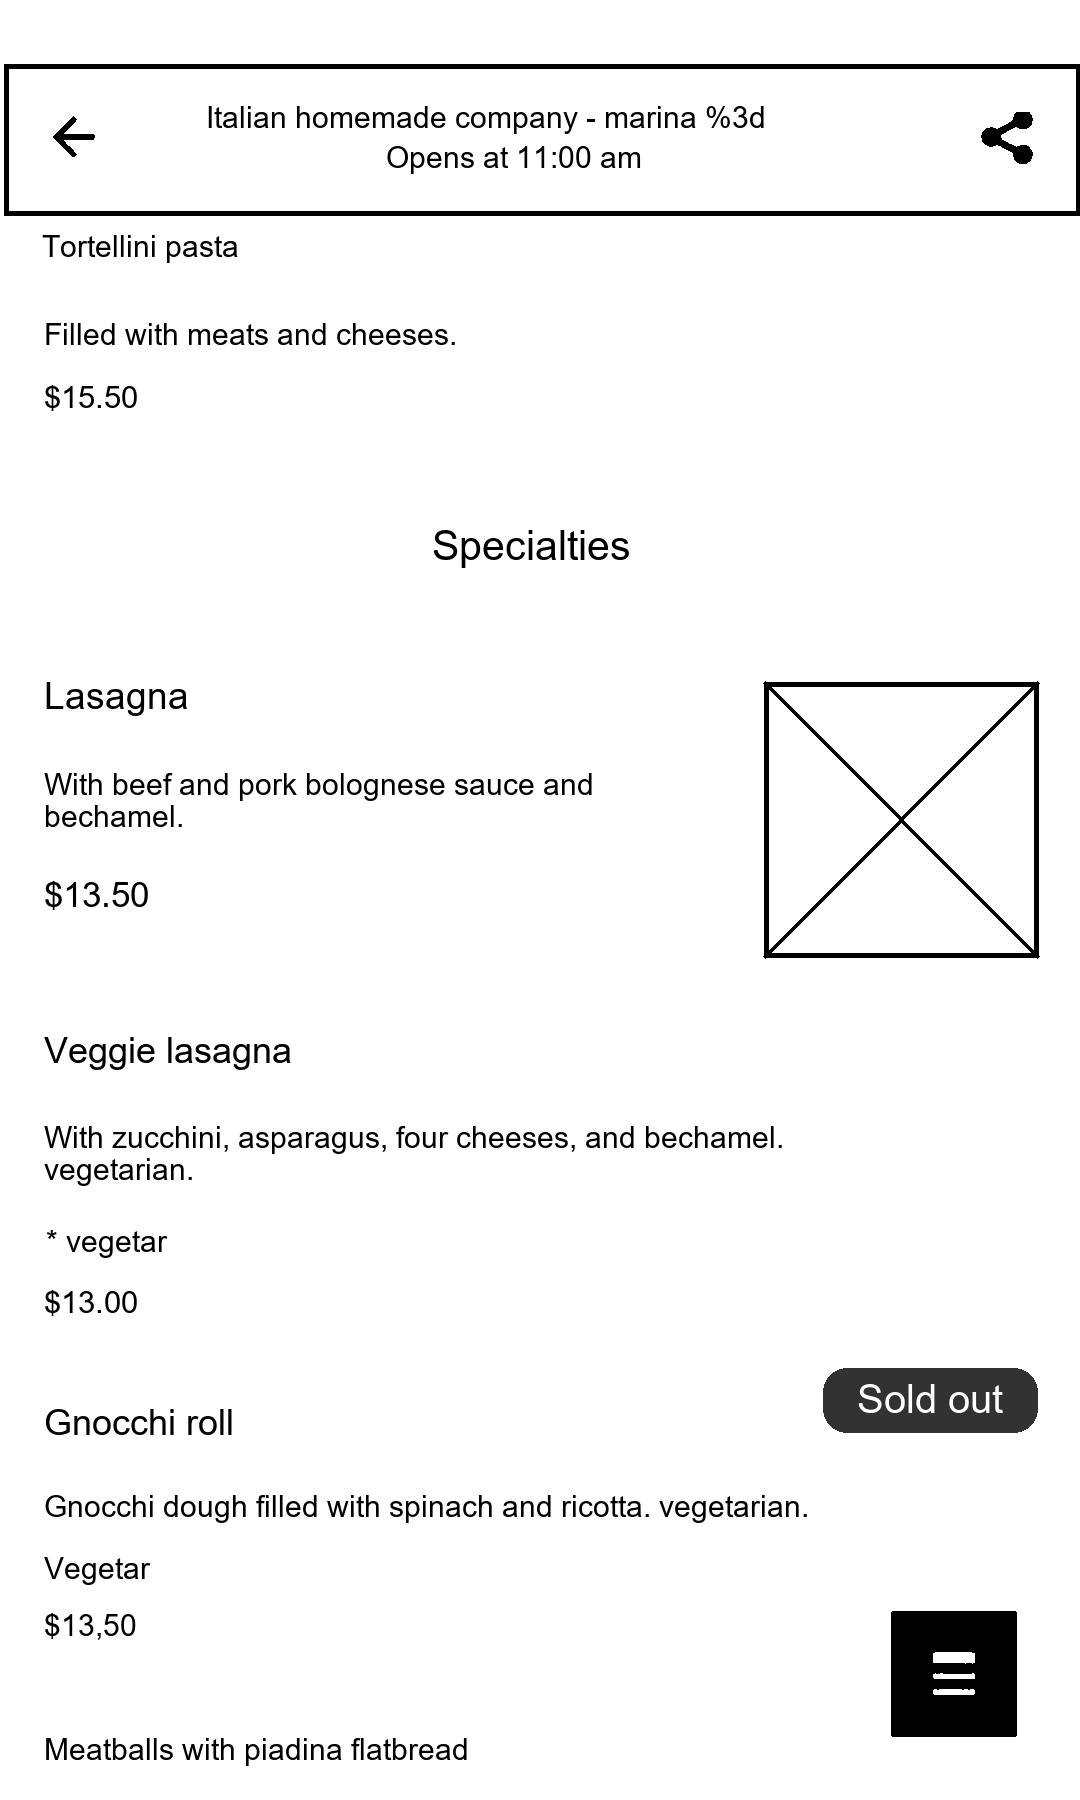 Italian homemade company - marina %3d
Opens at 11:00 am
Tortellini pasta
Filled with meats and cheeses.
$15.50
Specialties
Lasagna
With beef and pork bolognese sauce and
bechamel.
$13.50
Veggie lasagna
With zucchini, asparagus, four cheeses, and bechamel.
vegetarian.
* vegetar
$13.00
Sold out
Gnocchi roll
Gnocchi dough filled with spinach and ricotta. vegetarian.
Vegetar
$13,50
Meatballs with piadina flatbread